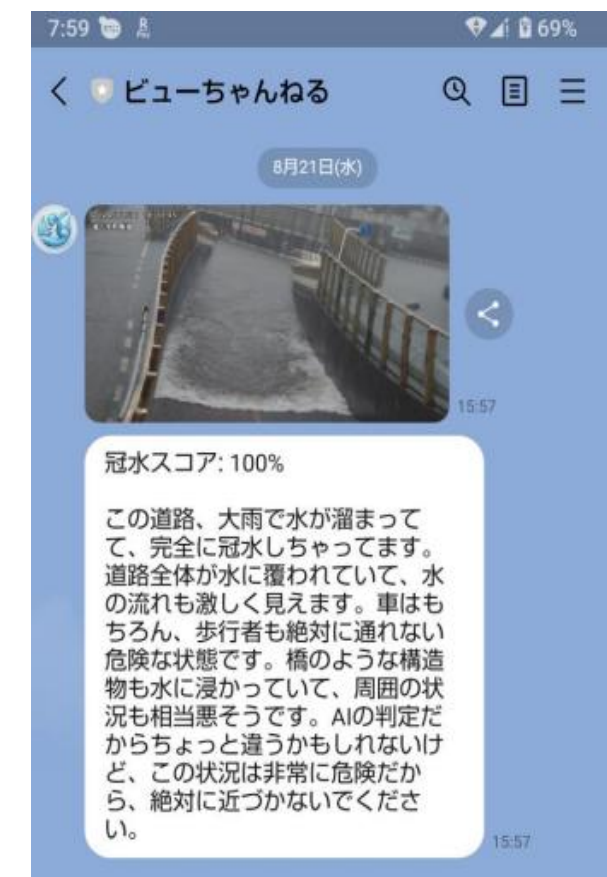 7:59
69%
ビューちゃんねる
8月21日(水)
15:57
冠水スコア: 100%
この道路、大雨で水が溜まって
て、完全に冠水しちゃってます。
道路全体が水に覆われていて、水
の流れも激しく見えます。車はも
ちろん、歩行者も絶対に通れない
危険な状態です。橋のような構造
物も水に浸かっていて、周囲の状
況も相当悪そうです。AIの判定だ
からちょっと違うかもしれないけ
ど、この状況は非常に危険だか
ら、絶対に近づかないでくださ
い。
15:57